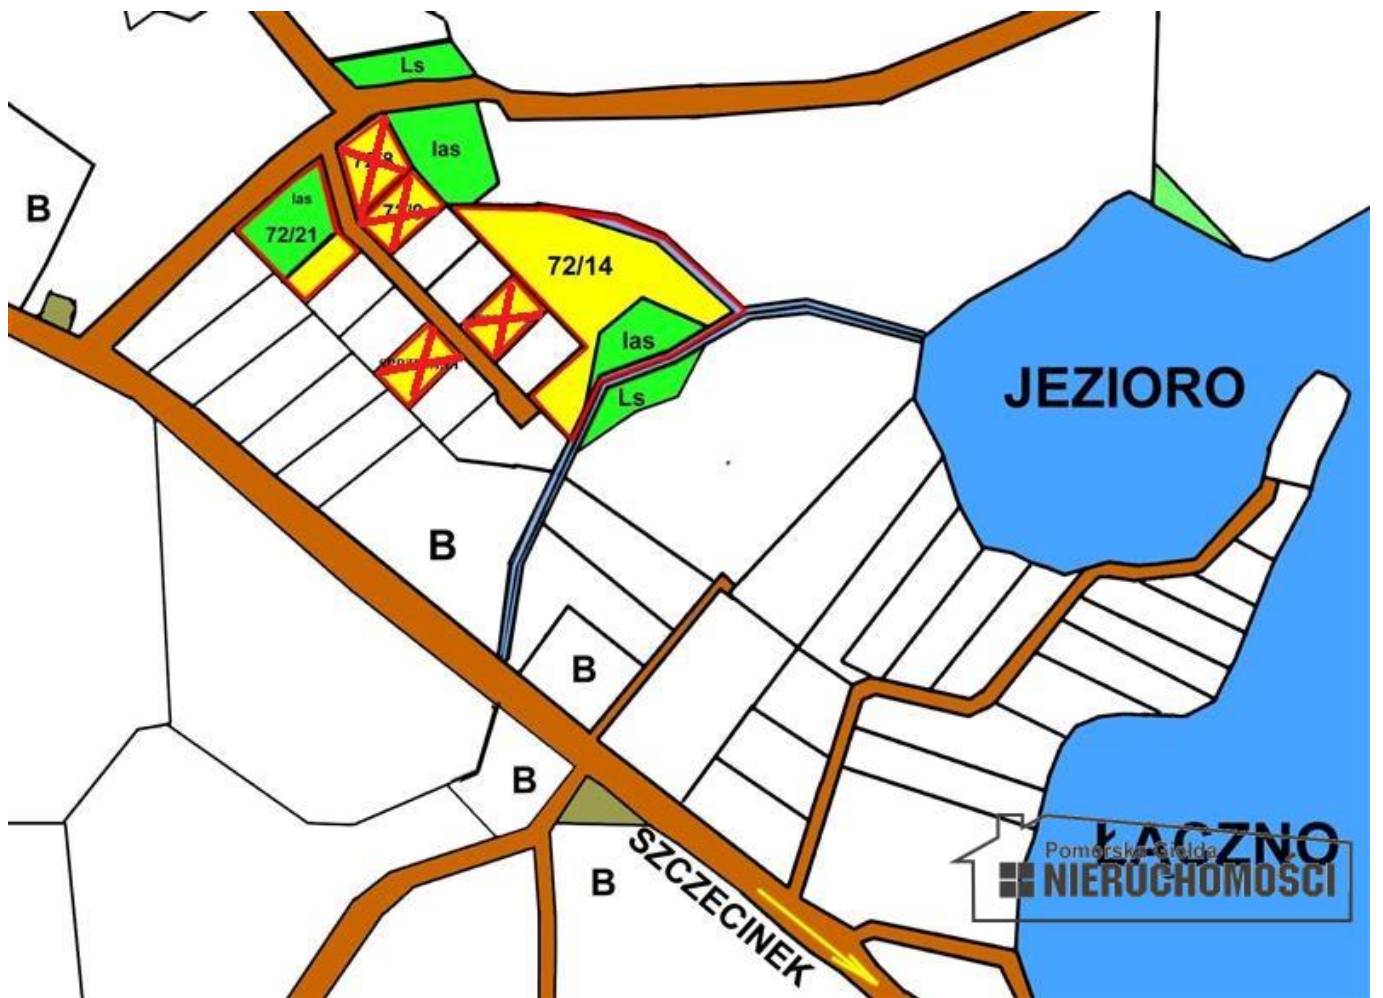 Ls
las
las
72/21
B
72/14
las
Ls
JEZIORO
B
B
B
B
SZCZECINEK
ŁĄCZNO
Pomorska Giełda
NIERUCHOMOŚCI